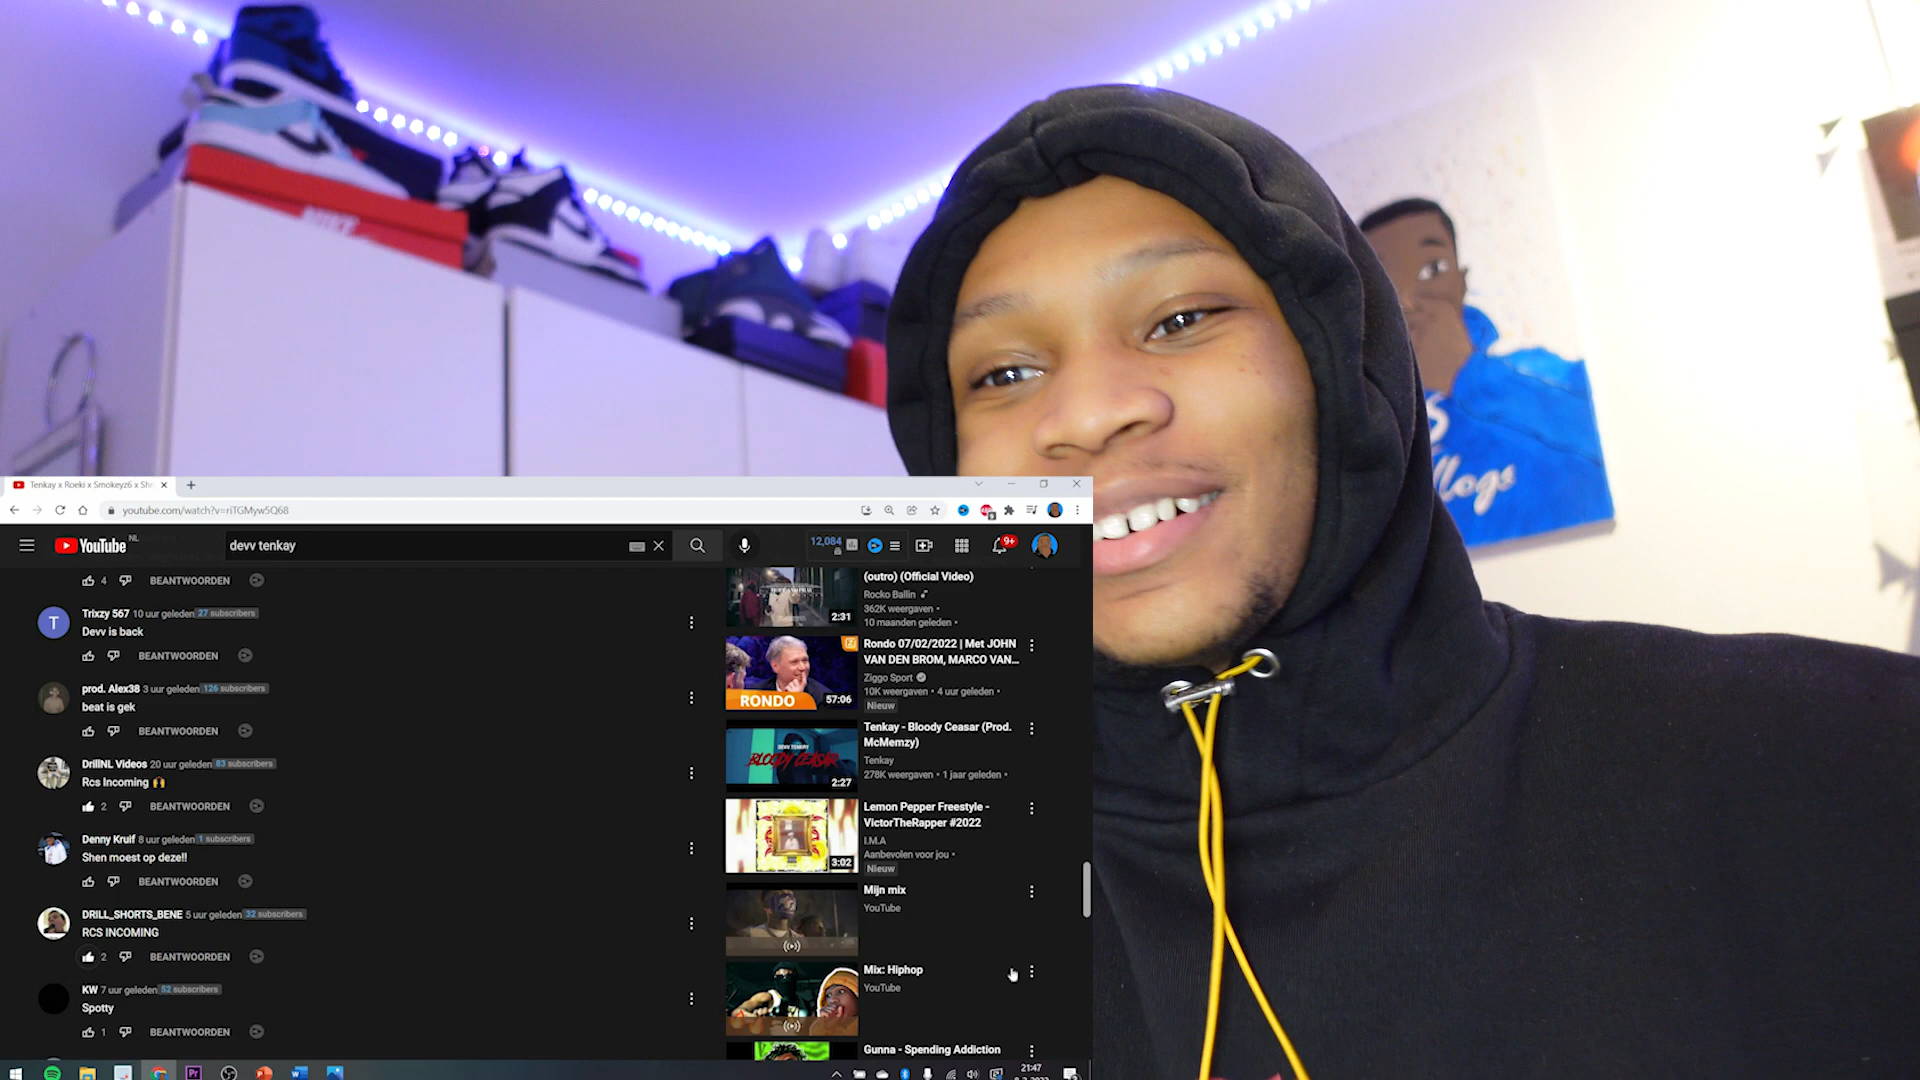 NIKE
S
Vlogs
Tenkay x Roeki x Smokeyz6 x Sh
youtube.com/watch?v=riTGMyw5Q68
YouTube NL
devv tenkay
12,084
9+
4 BEANTWOORDEN
Trixzy 567 10 uur geleden 27 subscribers
Devv is back
BEANTWOORDEN
prod. Alex38 3 uur geleden 126 subscribers
beat is gek
BEANTWOORDEN
DrillNL Videos 20 uur geleden 83 subscribers
Rcs Incoming 🙌
2 BEANTWOORDEN
Denny Kruif 8 uur geleden 1 subscribers
Shen moest op deze!!
BEANTWOORDEN
DRILL_SHORTS_BENE 5 uur geleden 32 subscribers
RCS INCOMING
2 BEANTWOORDEN
KW 7 uur geleden 52 subscribers
Spotty
1 BEANTWOORDEN
(outro) (Official Video)
Rocko Ballin
362K weergaven •
10 maanden geleden •
2:31
Rondo 07/02/2022 | Met JOHN
VAN DEN BROM, MARCO VAN...
Ziggo Sport
10K weergaven • 4 uur geleden •
Nieuw
RONDO
57:06
Tenkay - Bloody Ceasar (Prod.
McMemzy)
Tenkay
278K weergaven • 1 jaar geleden •
DEVV TENKAY
BLOODY CEASAR
2:27
Lemon Pepper Freestyle -
VictorTheRapper #2022
I.M.A
Aanbevolen voor jou •
Nieuw
3:02
Mijn mix
YouTube
Mix: Hiphop
YouTube
Gunna - Spending Addiction
21:47